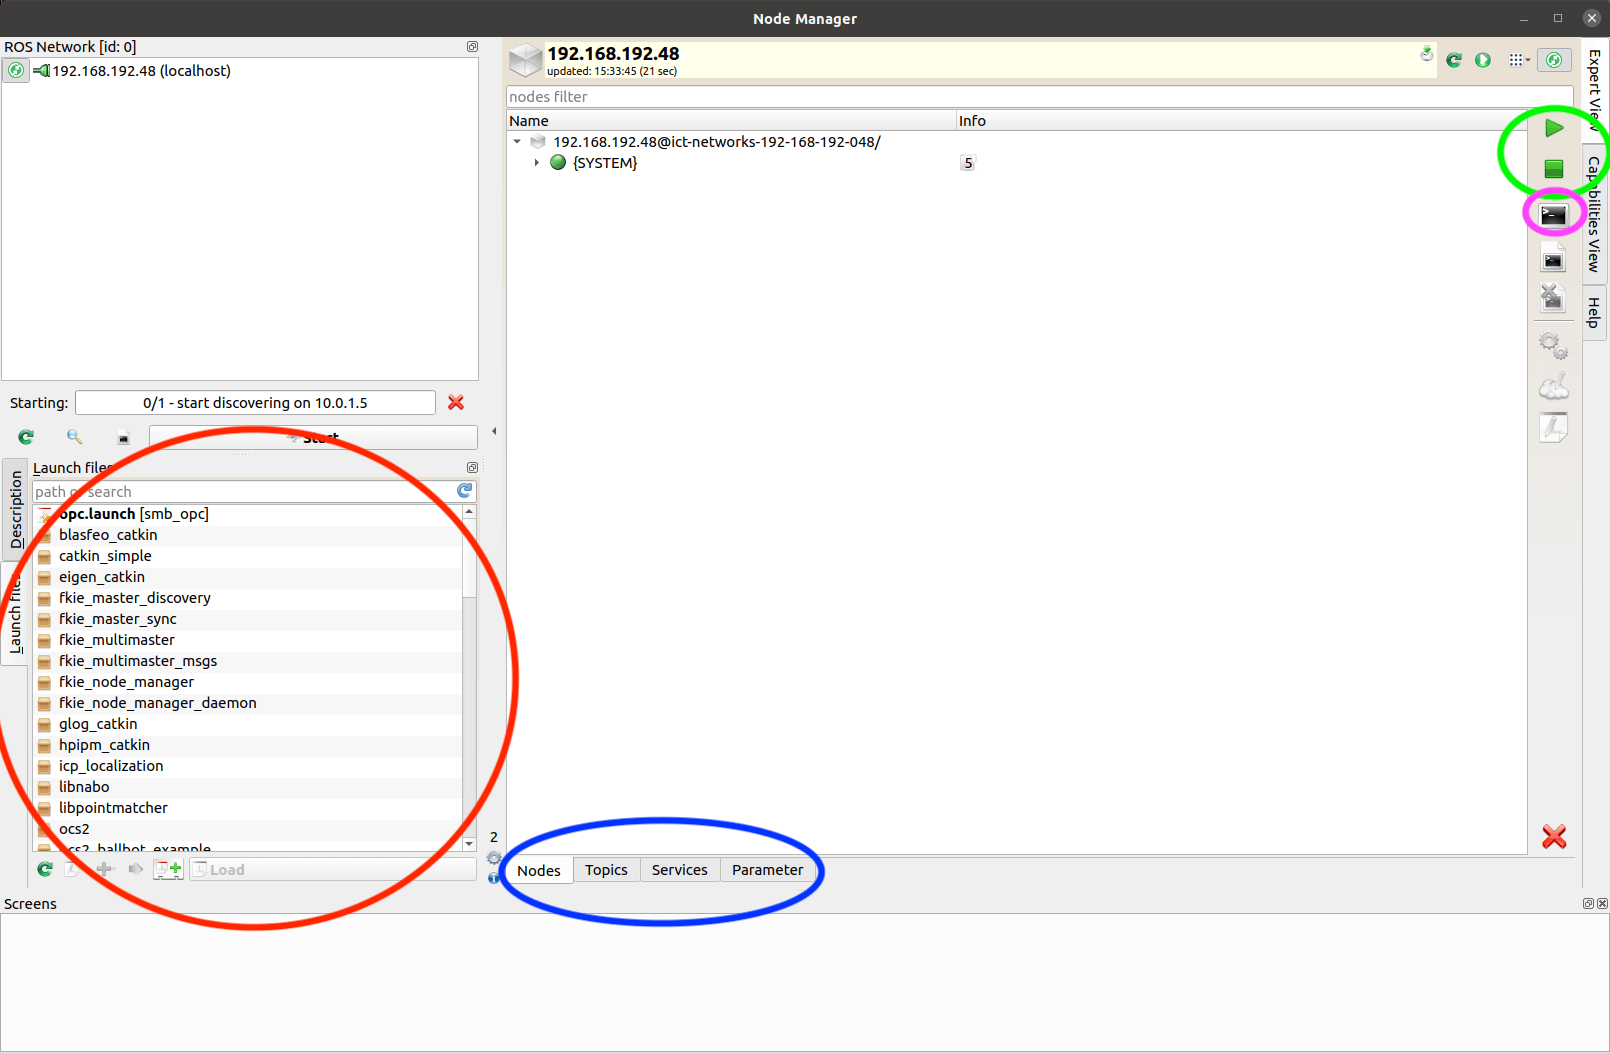 Node Manager
ROS Network [id: 0]
192.168.192.48 (localhost)
192.168.192.48
updated: 15:33:45 (21 sec)
nodes filter
Name Info
192.168.192.48@ict-networks-192-168-192-048/
{SYSTEM} 5
Expert View
Capabilities View
Help
Starting: 0/1 - start discovering on 10.0.1.5
Start
Description
Launch files
Launch files
path or search
opc.launch [smb_opc]
blasfeo_catkin
catkin_simple
eigen_catkin
fkie_master_discovery
fkie_master_sync
fkie_multimaster
fkie_multimaster_msgs
fkie_node_manager
fkie_node_manager_daemon
glog_catkin
hpipm_catkin
icp_localization
libnabo
libpointmatcher
ocs2
ocs2_ballbot_example
Load
2
Nodes Topics Services Parameter
Screens